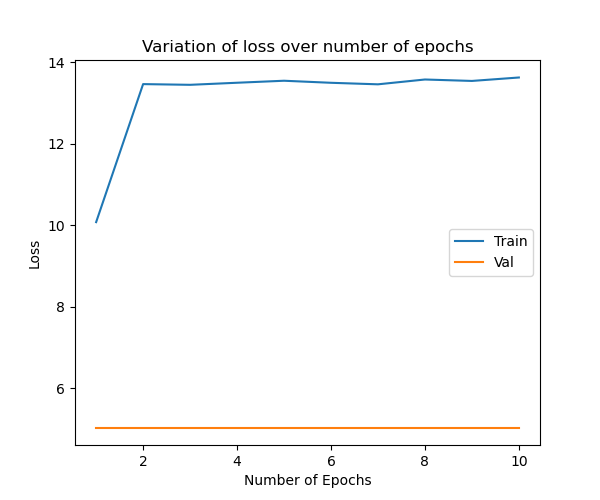 Variation of loss over number of epochs
14
12
10
8
6
Loss
Train
Val
2 4 6 8 10
Number of Epochs